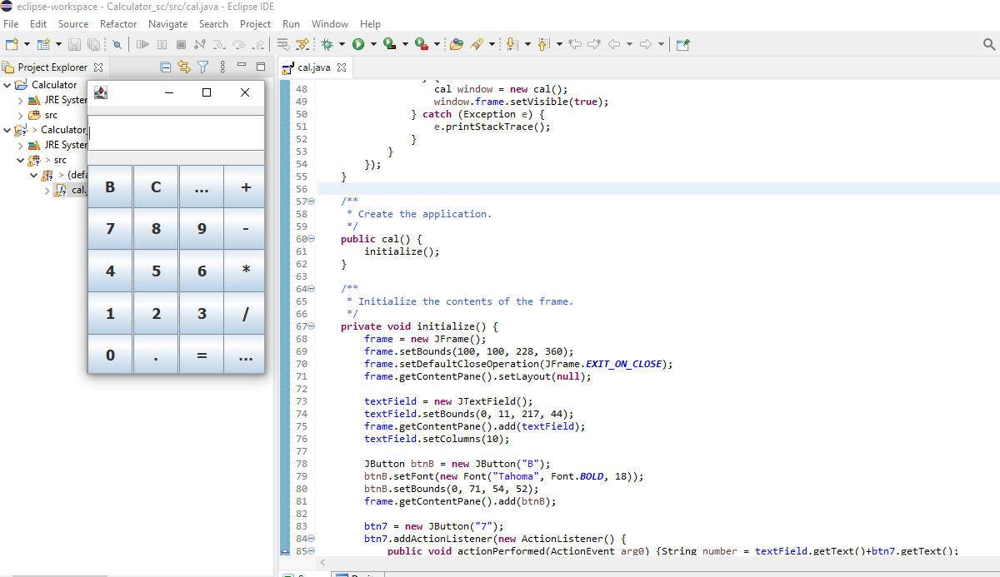 eclipse-workspace - Calculator_sc/src/cal.java - Eclipse IDE
File Edit Source Refactor Navigate Search Project Run Window Help
Project Explorer
cal.java
Calculator
JRE Syster
src
> Calculator_
JRE Syster
> src
> (defa
cal.
B C ... +
7 8 9 -
4 5 6 *
1 2 3 /
0 . = ...
48 cal window = new cal();
49 window.frame.setVisible(true);
50 } catch (Exception e) {
51 e.printStackTrace();
52 }
53 }
54 });
55 }
56
57 /**
58 * Create the application.
59 */
60 public cal() {
61 initialize();
62 }
63
64 /**
65 * Initialize the contents of the frame.
66 */
67 private void initialize() {
68 frame = new JFrame();
69 frame.setBounds(100, 100, 228, 360);
70 frame.setDefaultCloseOperation(JFrame.EXIT_ON_CLOSE);
71 frame.getContentPane().setLayout(null);
72
73 textField = new JTextField();
74 textField.setBounds(0, 11, 217, 44);
75 frame.getContentPane().add(textField);
76 textField.setColumns(10);
77
78 JButton btnB = new JButton("B");
79 btnB.setFont(new Font("Tahoma", Font.BOLD, 18));
80 btnB.setBounds(0, 71, 54, 52);
81 frame.getContentPane().add(btnB);
82
83 btn7 = new JButton("7");
84 btn7.addActionListener(new ActionListener() {
85 public void actionPerformed(ActionEvent arg0) {String number = textField.getText()+btn7.getText();